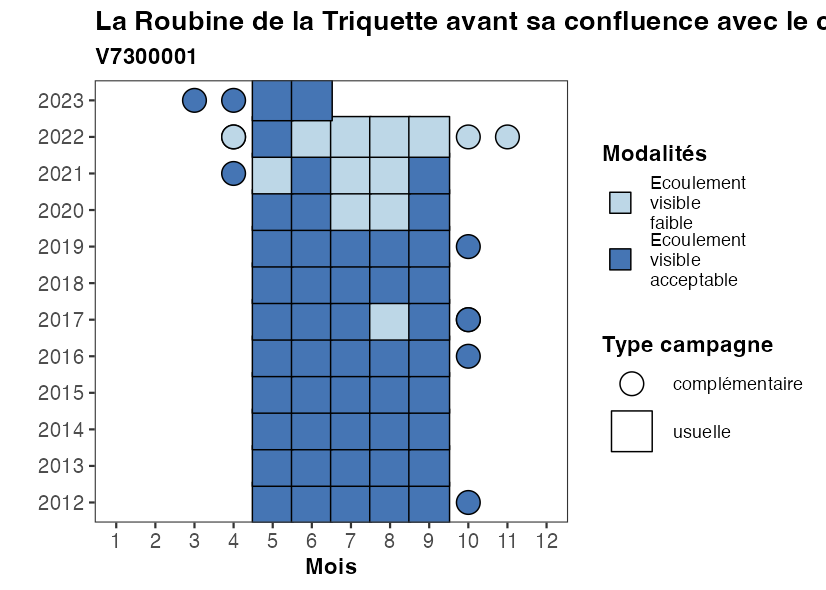 La Roubine de la Triquette avant sa confluence avec le c
V7300001
2023
2022
2021
2020
2019
2018
2017
2016
2015
2014
2013
2012
1 2 3 4 5 6 7 8 9 10 11 12
Mois
Modalités
Ecoulement
visible
faible
Ecoulement
visible
acceptable
Type campagne
complémentaire
usuelle